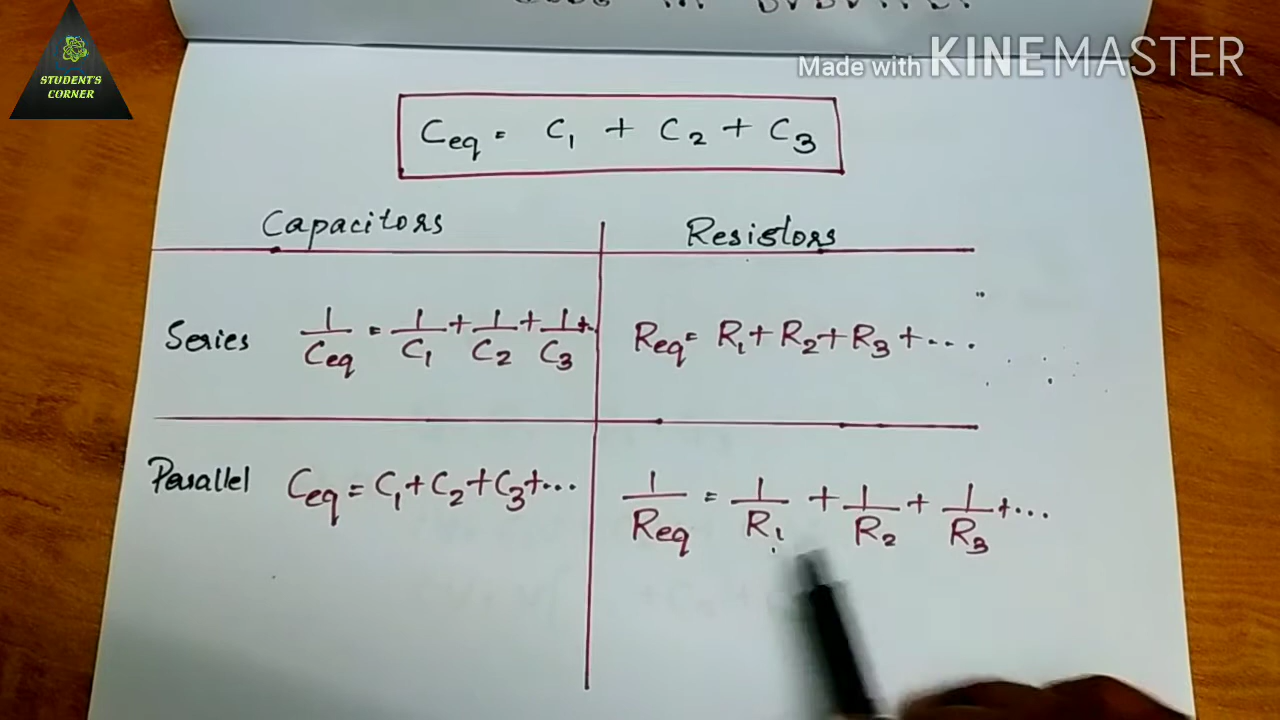 STUDENT'S
CORNER
Made with KINEMASTER
Ceq = C₁ + C₂ + C₃
Capacitors Resistors
Series 1/Ceq = 1/C₁ + 1/C₂ + 1/C₃ + Req = R₁ + R₂ + R₃ + ...
Parallel Ceq = C₁ + C₂ + C₃ + ... 1/Req = 1/R₁ + 1/R₂ + 1/R₃ + ...